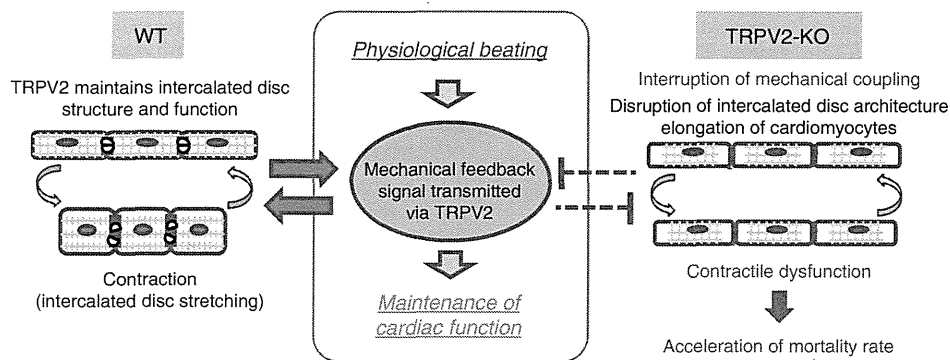 WT
TRPV2 maintains intercalated disc
structure and function
Contraction
(intercalated disc stretching)
Physiological beating
Mechanical feedback
signal transmitted
via TRPV2
Maintenance of
cardiac function
TRPV2-KO
Interruption of mechanical coupling
Disruption of intercalated disc architecture
elongation of cardiomyocytes
Contractile dysfunction
Acceleration of mortality rate